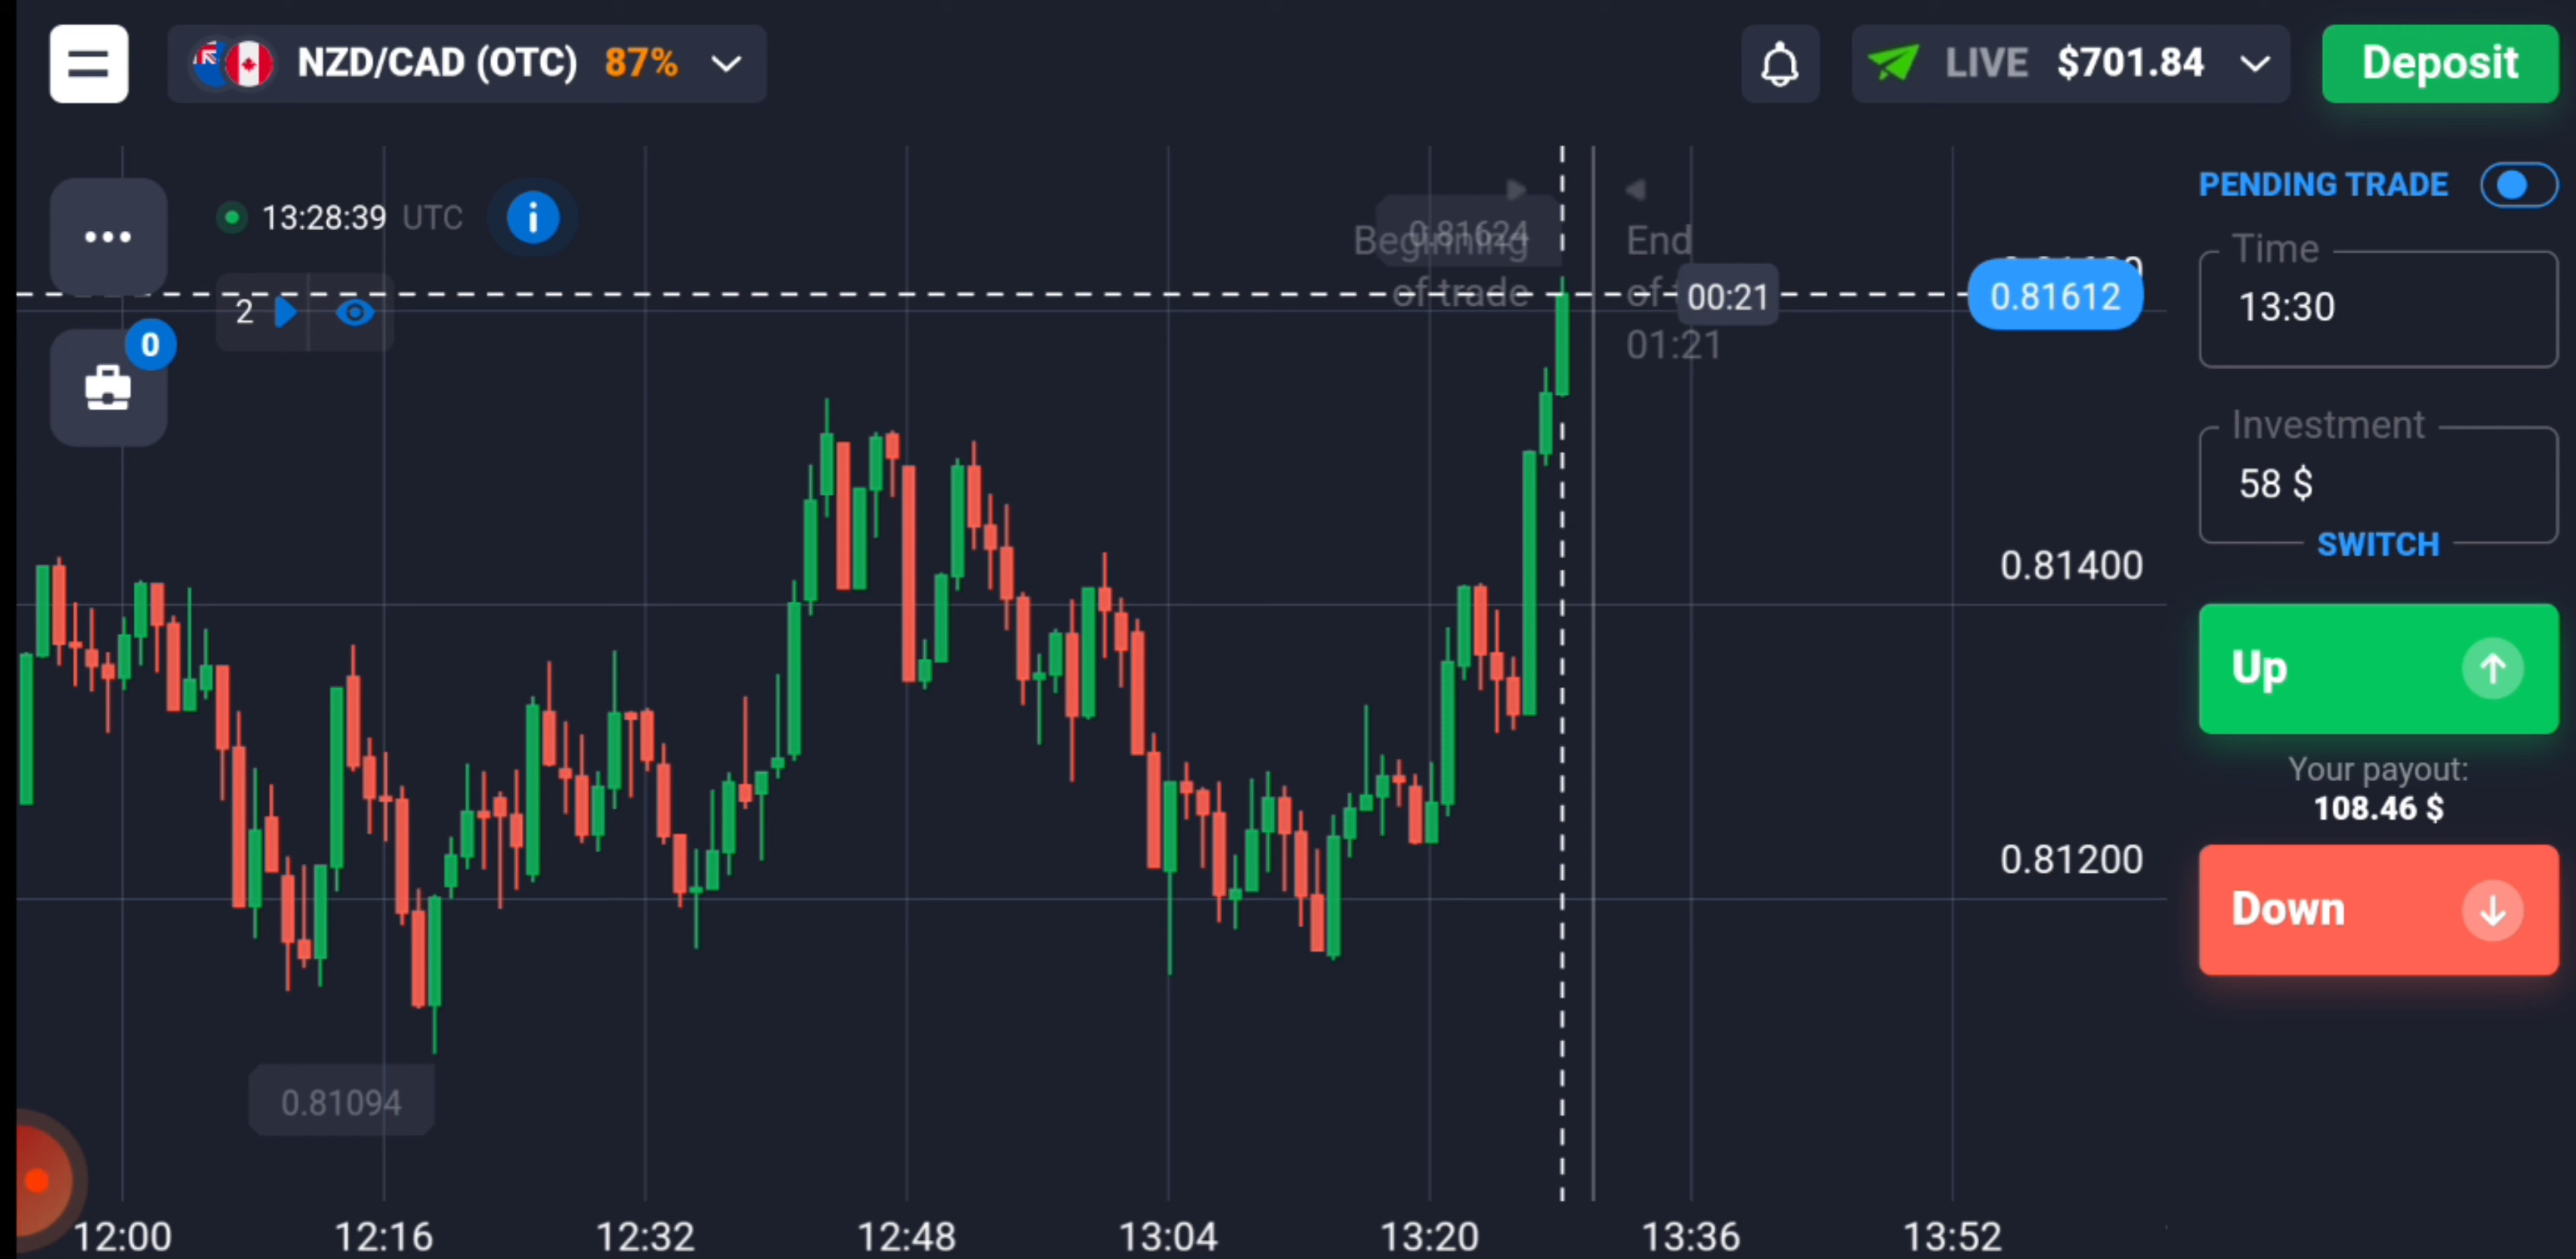 NZD/CAD (OTC) 87%
LIVE $701.84
Deposit
13:28:39 UTC
2
0
Beginning
of trade
0.81624
End
of
01:21
00:21
0.81612
0.81400
0.81200
0.81094
12:00 12:16 12:32 12:48 13:04 13:20 13:36 13:52
PENDING TRADE
Time
13:30
Investment
58 $
SWITCH
Up
Your payout:
108.46 $
Down